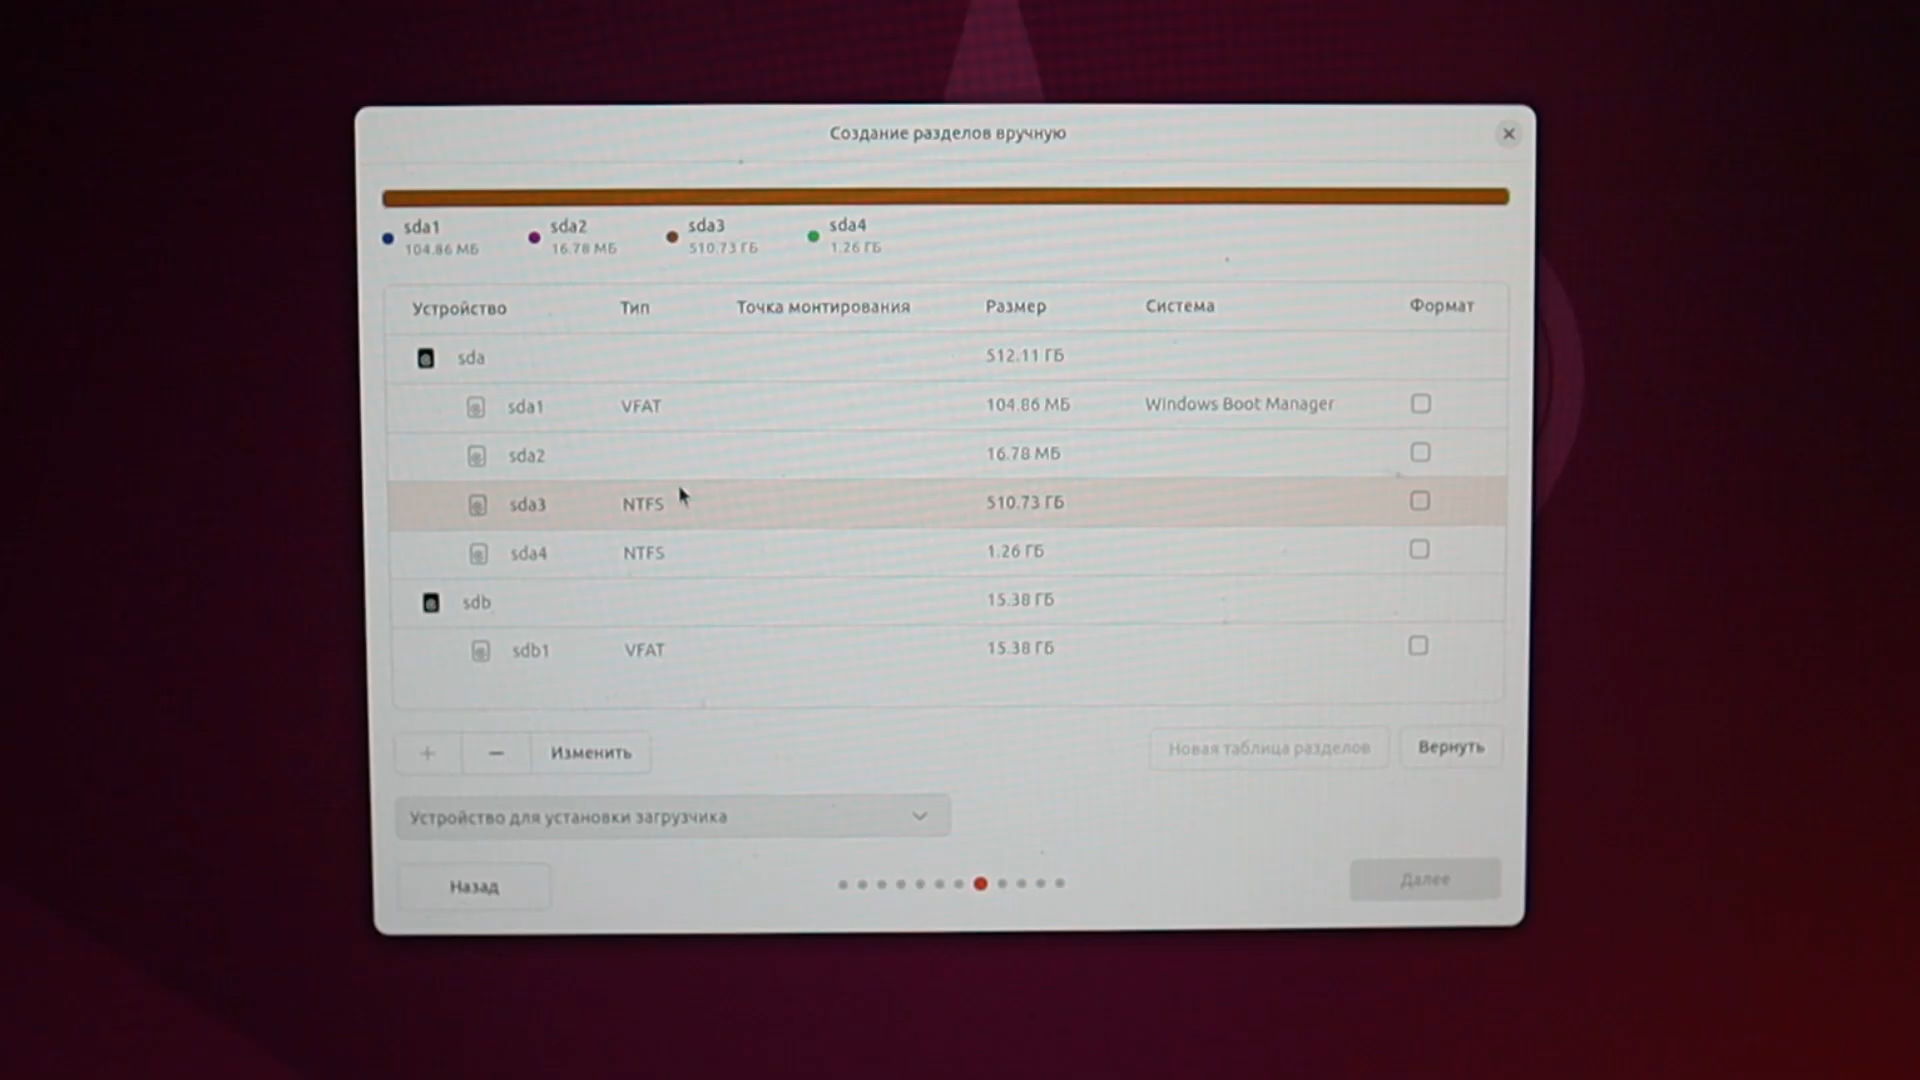 Создание разделов вручную
sda1 sda2 sda3 sda4
104.86 МБ 16.78 МБ 510.73 ГБ 1.26 ГБ
Устройство Тип Точка монтирования Размер Система Формат
sda 512.11 ГБ
sda1 VFAT 104.86 МБ Windows Boot Manager
sda2 16.78 МБ
sda3 NTFS 510.73 ГБ
sda4 NTFS 1.26 ГБ
sdb 15.38 ГБ
sdb1 VFAT 15.38 ГБ
+ − Изменить Новая таблица разделов Вернуть
Устройство для установки загрузчика
Назад Далее